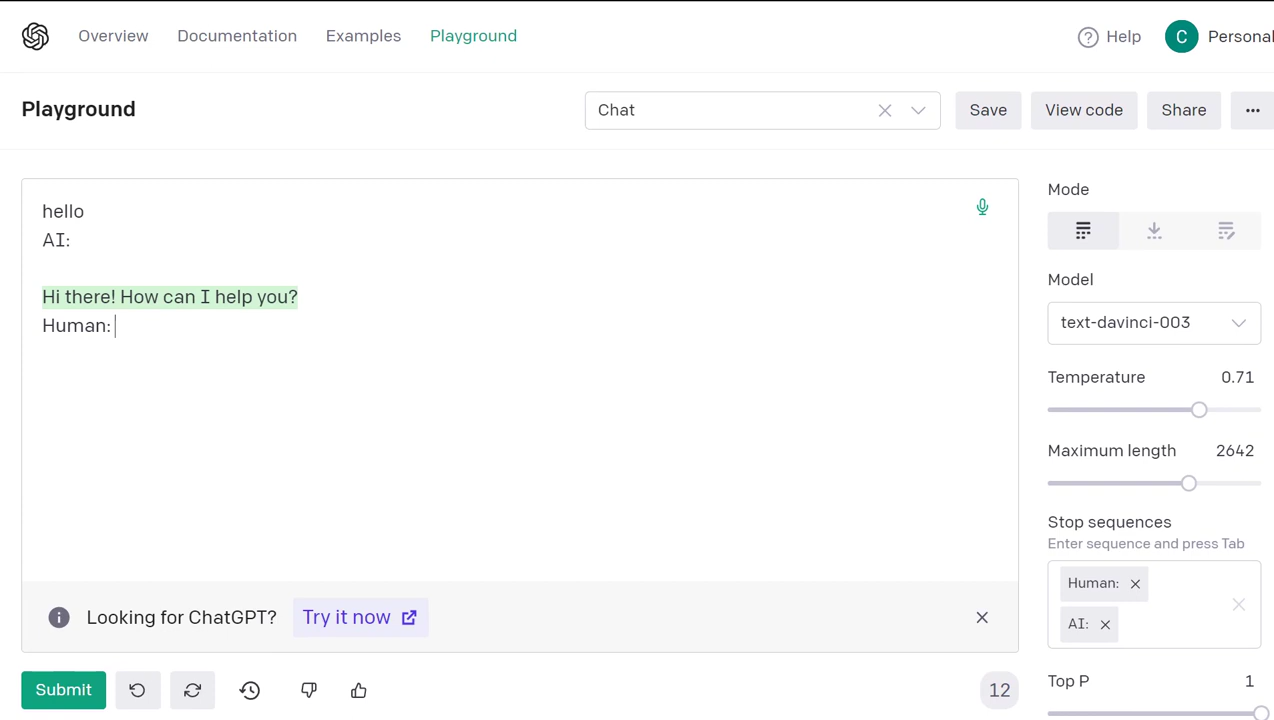 Overview Documentation Examples Playground Help C Personal
Playground Chat Save View code Share
hello
AI:
Hi there! How can I help you?
Human:
Looking for ChatGPT? Try it now
Submit 12
Mode
Model
text-davinci-003
Temperature 0.71
Maximum length 2642
Stop sequences
Enter sequence and press Tab
Human:
AI:
Top P 1